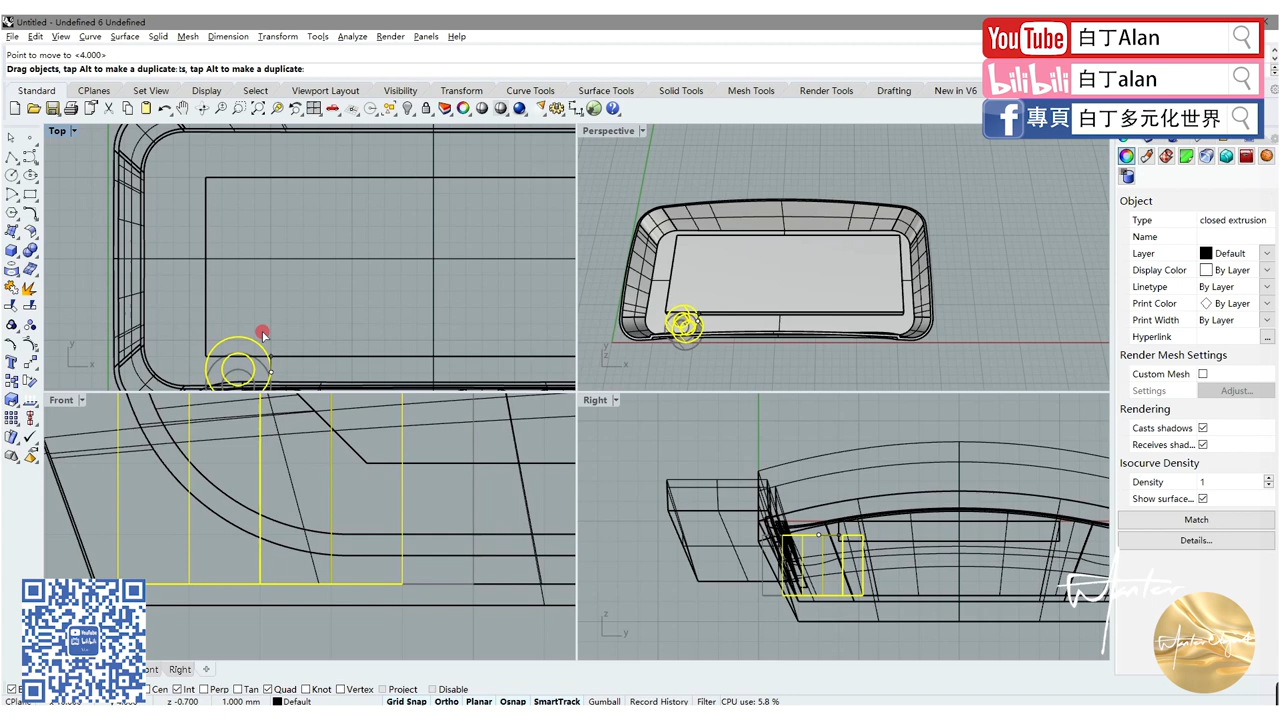 Untitled - Undefined 6 Undefined
File Edit View Curve Surface Solid Mesh Dimension Transform Tools Analyze Render Panels Help
YouTube 白丁Alan
bilibili 白丁alan
f 專頁 白丁多元化世界
Point to move to <4.000>
Drag objects, tap Alt to make a duplicate: ts, tap Alt to make a duplicate:
Standard CPlanes Set View Display Select Viewport Layout Visibility Transform Curve Tools Surface Tools Solid Tools Mesh Tools Render Tools Drafting New in V6
Top
Perspective
Front
Right
Object
Type closed extrusion
Name
Layer Default
Display Color By Layer
Linetype By Layer
Print Color By Layer
Print Width By Layer
Hyperlink ...
Render Mesh Settings
Custom Mesh
Settings Adjust...
Rendering
Casts shadows
Receives shad...
Isocurve Density
Density 1
Show surface...
Match
Details...
y x
z x
z y
Right
Cen Int Perp Tan Quad Knot Vertex Project Disable
z -0.700 1.000 mm Default Grid Snap Ortho Planar Osnap SmartTrack Gumball Record History CPU use: 5.8 %